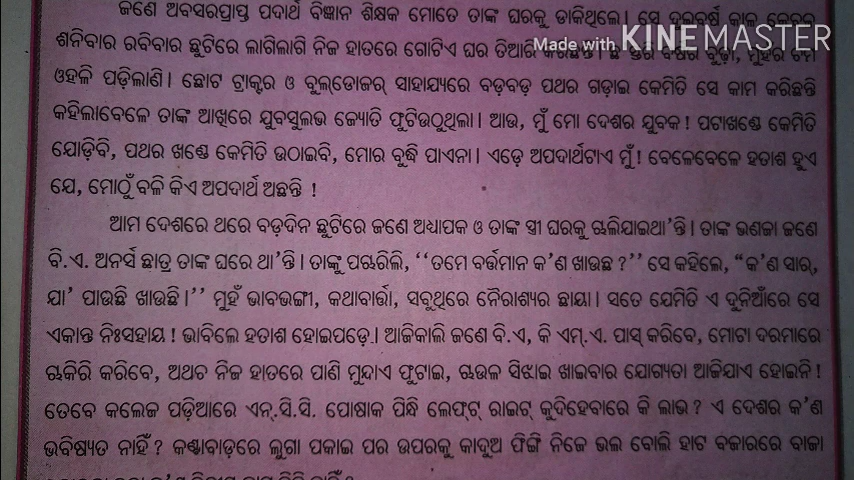 ଜଣେ ଅବସରପ୍ରାପ୍ତ ପଦାର୍ଥ ବିଜ୍ଞାନ ଶିକ୍ଷକ ମୋତେ ତାଙ୍କ ଘରକୁ ଡାକିଥିଲେ। ସେ ଦୁଇବର୍ଷ କାଳ କେବଳ
Made with KINEMASTER
ଶନିବାର ରବିବାର ଛୁଟିରେ ଲାଗିଲାଗି ନିଜ ହାତରେ ଗୋଟିଏ ଘର ତିଆରି କରିଛନ୍ତି।
ଓହଳି ପଡ଼ିଲାଣି। ଛୋଟ ଟ୍ରାକ୍ଟର ଓ ବୁଲ୍‌ଡୋଜର୍ ସାହାଯ୍ୟରେ ବଡ଼ବଡ଼ ପଥର ଗଡ଼ାଇ କେମିତି ସେ କାମ କରିଛନ୍ତି
କହିଲାବେଳେ ତାଙ୍କ ଆଖିରେ ଯୁବସୁଲଭ ଜ୍ୟୋତି ଫୁଟିଉଠୁଥିଲା। ଆଉ, ମୁଁ ମୋ ଦେଶର ଯୁବକ! ପଟାଖଣ୍ଡେ କେମିତି
ଯୋଡ଼ିବି, ପଥର ଖଣ୍ଡେ କେମିତି ଉଠାଇବି, ମୋର ବୁଦ୍ଧି ପାଏନା। ଏଡ଼େ ଅପଦାର୍ଥଟାଏ ମୁଁ! ବେଳେବେଳେ ହତାଶ ହୁଏ
ଯେ, ମୋଠୁଁ ବଳି କିଏ ଅପଦାର୍ଥ ଅଛନ୍ତି !
ଆମ ଦେଶରେ ଥରେ ବଡ଼ଦିନ ଛୁଟିରେ ଜଣେ ଅଧ୍ୟାପକ ଓ ତାଙ୍କ ସ୍ତ୍ରୀ ଘରକୁ ଚାଲିଯାଇଥା'ନ୍ତି। ତାଙ୍କ ଭଣଜା ଜଣେ
ବି.ଏ. ଅନର୍ସ ଛାତ୍ର ତାଙ୍କ ଘରେ ଥା'ନ୍ତି। ତାଙ୍କୁ ପଚାରିଲି, ‘‘ତମେ ବର୍ତ୍ତମାନ କ'ଣ ଖାଉଛ ?’’ ସେ କହିଲେ, “କ'ଣ ସାର୍,
ଯା' ପାଉଛି ଖାଉଛି।’’ ମୁହଁ ଭାବଭଙ୍ଗୀ, କଥାବାର୍ତ୍ତା, ସବୁଥିରେ ନୈରାଶ୍ୟର ଛାୟା। ସତେ ଯେମିତି ଏ ଦୁନିଆଁରେ ସେ
ଏକାନ୍ତ ନିଃସହାୟ! ଭାବିଲେ ହତାଶ ହୋଇପଡ଼େ। ଆଜିକାଲି ଜଣେ ବି.ଏ, କି ଏମ୍.ଏ. ପାସ୍ କରିବେ, ମୋଟା ଦରମାରେ
ଚାକିରି କରିବେ, ଅଥଚ ନିଜ ହାତରେ ପାଣି ମୁନ୍ଦାଏ ଫୁଟାଇ, ଚାଉଳ ସିଝାଇ ଖାଇବାର ଯୋଗ୍ୟତା ଆଜିଯାଏ ହୋଇନି!
ତେବେ କଲେଜ ପଢ଼ିଆରେ ଏନ୍.ସି.ସି. ପୋଷାକ ପିନ୍ଧି ଲେଫ୍ଟ୍ ରାଇଟ୍ କୁଦିହେବାରେ କି ଲାଭ? ଏ ଦେଶର କ'ଣ
ଭବିଷ୍ୟତ ନାହିଁ? କଣ୍ଟାବାଡ଼ରେ ଲୁଗା ପକାଇ ପର ଉପରକୁ କାଦୁଅ ଫିଙ୍ଗି ନିଜେ ଭଲ ବୋଲି ହାଟ ବଜାରରେ ବାଜା